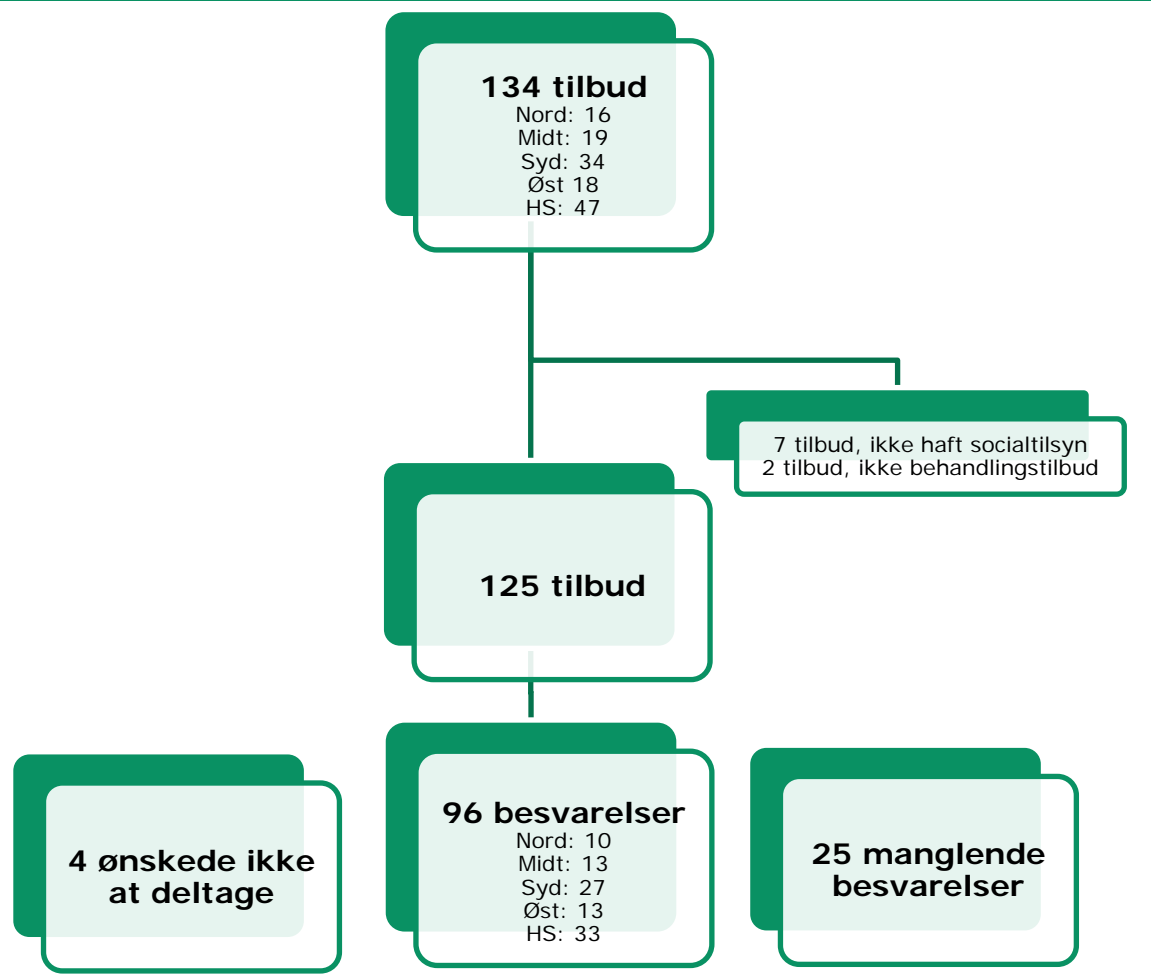 134 tilbud
Nord: 16
Midt: 19
Syd: 34
Øst 18
HS: 47
7 tilbud, ikke haft socialtilsyn
2 tilbud, ikke behandlingstilbud
125 tilbud
4 ønskede ikke
at deltage
96 besvarelser
Nord: 10
Midt: 13
Syd: 27
Øst: 13
HS: 33
25 manglende
besvarelser